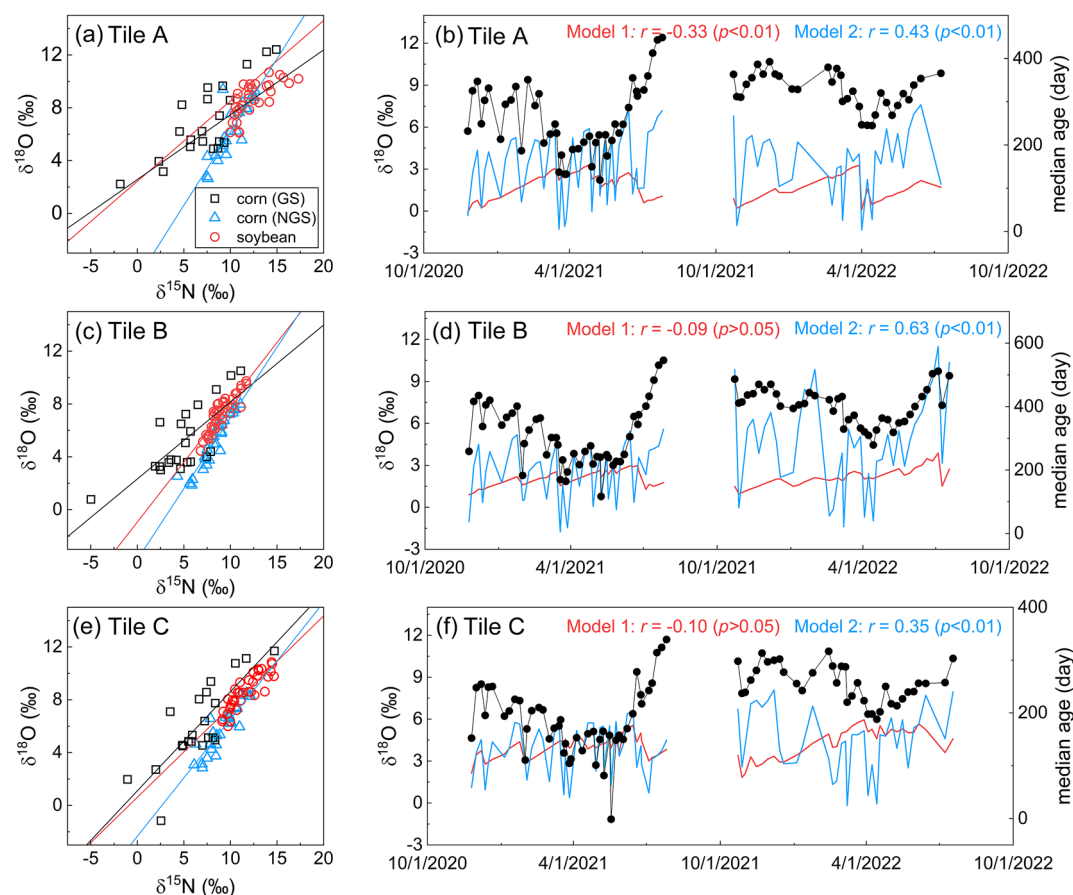 (a) Tile A
12
8
4
0
δ¹⁸O (‰)
corn (GS)
corn (NGS)
soybean
-5 0 5 10 15 20
δ¹⁵N (‰)
(b) Tile A
Model 1: r = -0.33 (p<0.01)
Model 2: r = 0.43 (p<0.01)
12
9
6
3
0
-3
δ¹⁸O (‰)
400
200
0
median age (day)
10/1/2020 4/1/2021 10/1/2021 4/1/2022 10/1/2022
(c) Tile B
16
12
8
4
0
δ¹⁸O (‰)
-5 0 5 10 15 20
δ¹⁵N (‰)
(d) Tile B
Model 1: r = -0.09 (p>0.05)
Model 2: r = 0.63 (p<0.01)
12
9
6
3
0
-3
δ¹⁸O (‰)
600
400
200
0
median age (day)
10/1/2020 4/1/2021 10/1/2021 4/1/2022 10/1/2022
(e) Tile C
16
12
8
4
0
-4
δ¹⁸O (‰)
-5 0 5 10 15 20
δ¹⁵N (‰)
(f) Tile C
Model 1: r = -0.10 (p>0.05)
Model 2: r = 0.35 (p<0.01)
12
9
6
3
0
-3
δ¹⁸O (‰)
400
200
0
median age (day)
10/1/2020 4/1/2021 10/1/2021 4/1/2022 10/1/2022